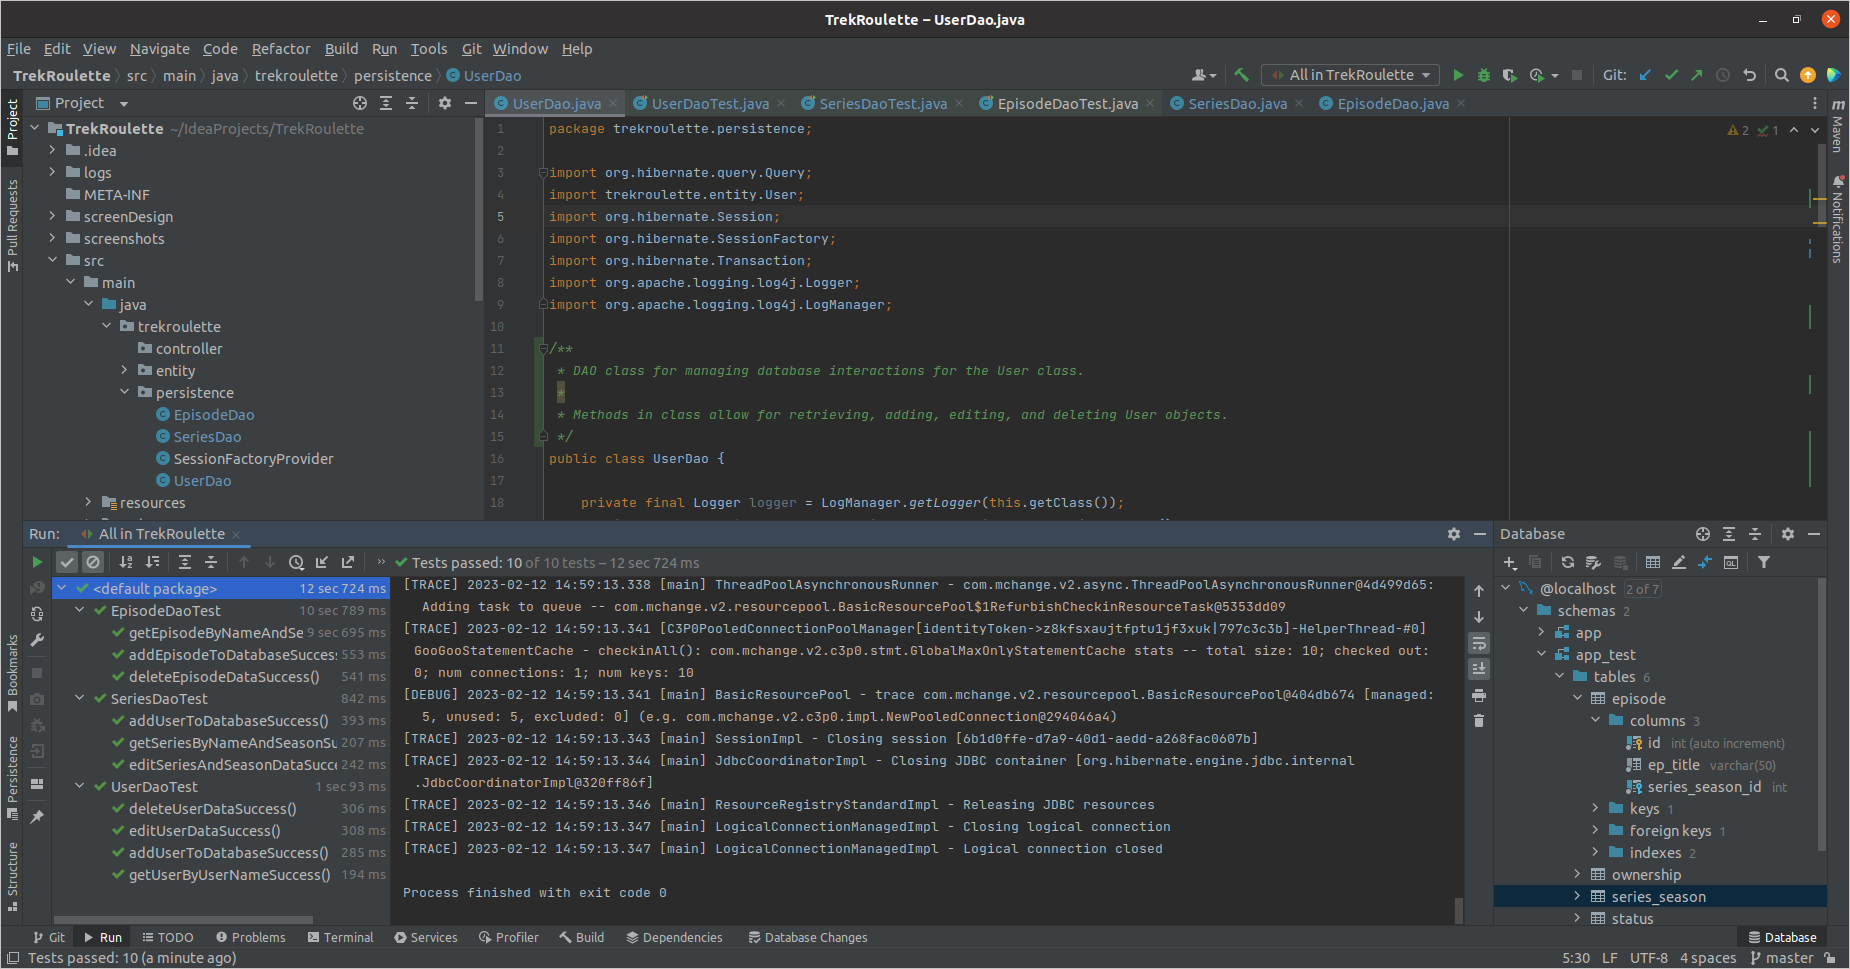 TrekRoulette – UserDao.java
File Edit View Navigate Code Refactor Build Run Tools Git Window Help
TrekRoulette src main java trekroulette persistence UserDao
All in TrekRoulette
Git:
Project
UserDao.java UserDaoTest.java SeriesDaoTest.java EpisodeDaoTest.java SeriesDao.java EpisodeDao.java
Project
Pull Requests
Bookmarks
Persistence
Structure
Maven
Notifications
TrekRoulette ~/IdeaProjects/TrekRoulette
.idea
logs
META-INF
screenDesign
screenshots
src
main
java
trekroulette
controller
entity
persistence
EpisodeDao
SeriesDao
SessionFactoryProvider
UserDao
resources
2 1
1 package trekroulette.persistence;
2
3 import org.hibernate.query.Query;
4 import trekroulette.entity.User;
5 import org.hibernate.Session;
6 import org.hibernate.SessionFactory;
7 import org.hibernate.Transaction;
8 import org.apache.logging.log4j.Logger;
9 import org.apache.logging.log4j.LogManager;
10
11 /**
12 * DAO class for managing database interactions for the User class.
13 *
14 * Methods in class allow for retrieving, adding, editing, and deleting User objects.
15 */
16 public class UserDao {
17
18 private final Logger logger = LogManager.getLogger(this.getClass());
Run: All in TrekRoulette
Tests passed: 10 of 10 tests – 12 sec 724 ms
<default package> 12 sec 724 ms
EpisodeDaoTest 10 sec 789 ms
getEpisodeByNameAndSe 9 sec 695 ms
addEpisodeToDatabaseSucces 553 ms
deleteEpisodeDataSuccess() 541 ms
SeriesDaoTest 842 ms
addUserToDatabaseSuccess() 393 ms
getSeriesByNameAndSeasonSu 207 ms
editSeriesAndSeasonDataSucc 242 ms
UserDaoTest 1 sec 93 ms
deleteUserDataSuccess() 306 ms
editUserDataSuccess() 308 ms
addUserToDatabaseSuccess() 285 ms
getUserByUserNameSuccess() 194 ms
[TRACE] 2023-02-12 14:59:13.338 [main] ThreadPoolAsynchronousRunner - com.mchange.v2.async.ThreadPoolAsynchronousRunner@4d499d65:
Adding task to queue -- com.mchange.v2.resourcepool.BasicResourcePool$1RefurbishCheckinResourceTask@5353dd09
[TRACE] 2023-02-12 14:59:13.341 [C3P0PooledConnectionPoolManager[identityToken->z8kfsxaujtfptu1jf3xuk|797c3c3b]-HelperThread-#0]
GooGooStatementCache - checkinAll(): com.mchange.v2.c3p0.stmt.GlobalMaxOnlyStatementCache stats -- total size: 10; checked out:
0; num connections: 1; num keys: 10
[DEBUG] 2023-02-12 14:59:13.341 [main] BasicResourcePool - trace com.mchange.v2.resourcepool.BasicResourcePool@404db674 [managed:
5, unused: 5, excluded: 0] (e.g. com.mchange.v2.c3p0.impl.NewPooledConnection@294046a4)
[TRACE] 2023-02-12 14:59:13.343 [main] SessionImpl - Closing session [6b1d0ffe-d7a9-40d1-aedd-a268fac0607b]
[TRACE] 2023-02-12 14:59:13.344 [main] JdbcCoordinatorImpl - Closing JDBC container [org.hibernate.engine.jdbc.internal
.JdbcCoordinatorImpl@320ff86f]
[TRACE] 2023-02-12 14:59:13.346 [main] ResourceRegistryStandardImpl - Releasing JDBC resources
[TRACE] 2023-02-12 14:59:13.347 [main] LogicalConnectionManagedImpl - Closing logical connection
[TRACE] 2023-02-12 14:59:13.347 [main] LogicalConnectionManagedImpl - Logical connection closed
Process finished with exit code 0
Database
@localhost 2 of 7
schemas 2
app
app_test
tables 6
episode
columns 3
id int (auto increment)
ep_title varchar(50)
series_season_id int
keys 1
foreign keys 1
indexes 2
ownership
series_season
status
Git Run TODO Problems Terminal Services Profiler Build Dependencies Database Changes Database
Tests passed: 10 (a minute ago)
5:30 LF UTF-8 4 spaces master